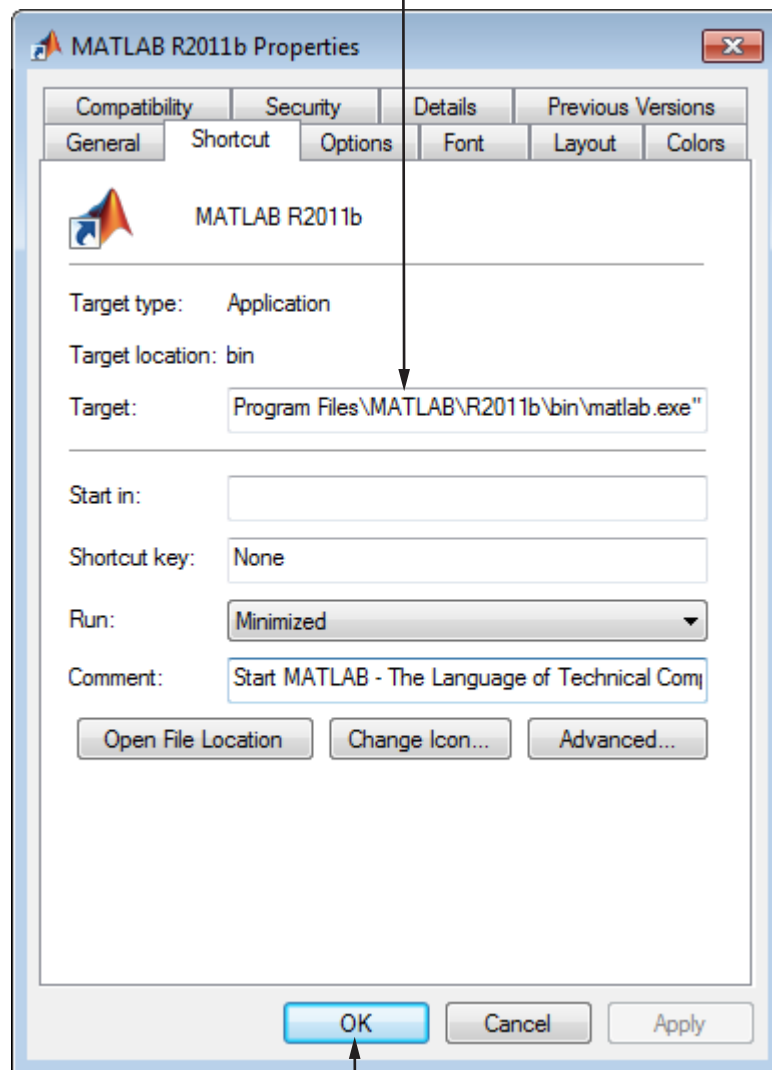 MATLAB R2011b Properties
Compatibility Security Details Previous Versions
General Shortcut Options Font Layout Colors
MATLAB R2011b
Target type: Application
Target location: bin
Target: Program Files\MATLAB\R2011b\bin\matlab.exe"
Start in:
Shortcut key: None
Run: Minimized
Comment: Start MATLAB - The Language of Technical Comp
Open File Location Change Icon... Advanced...
OK Cancel Apply